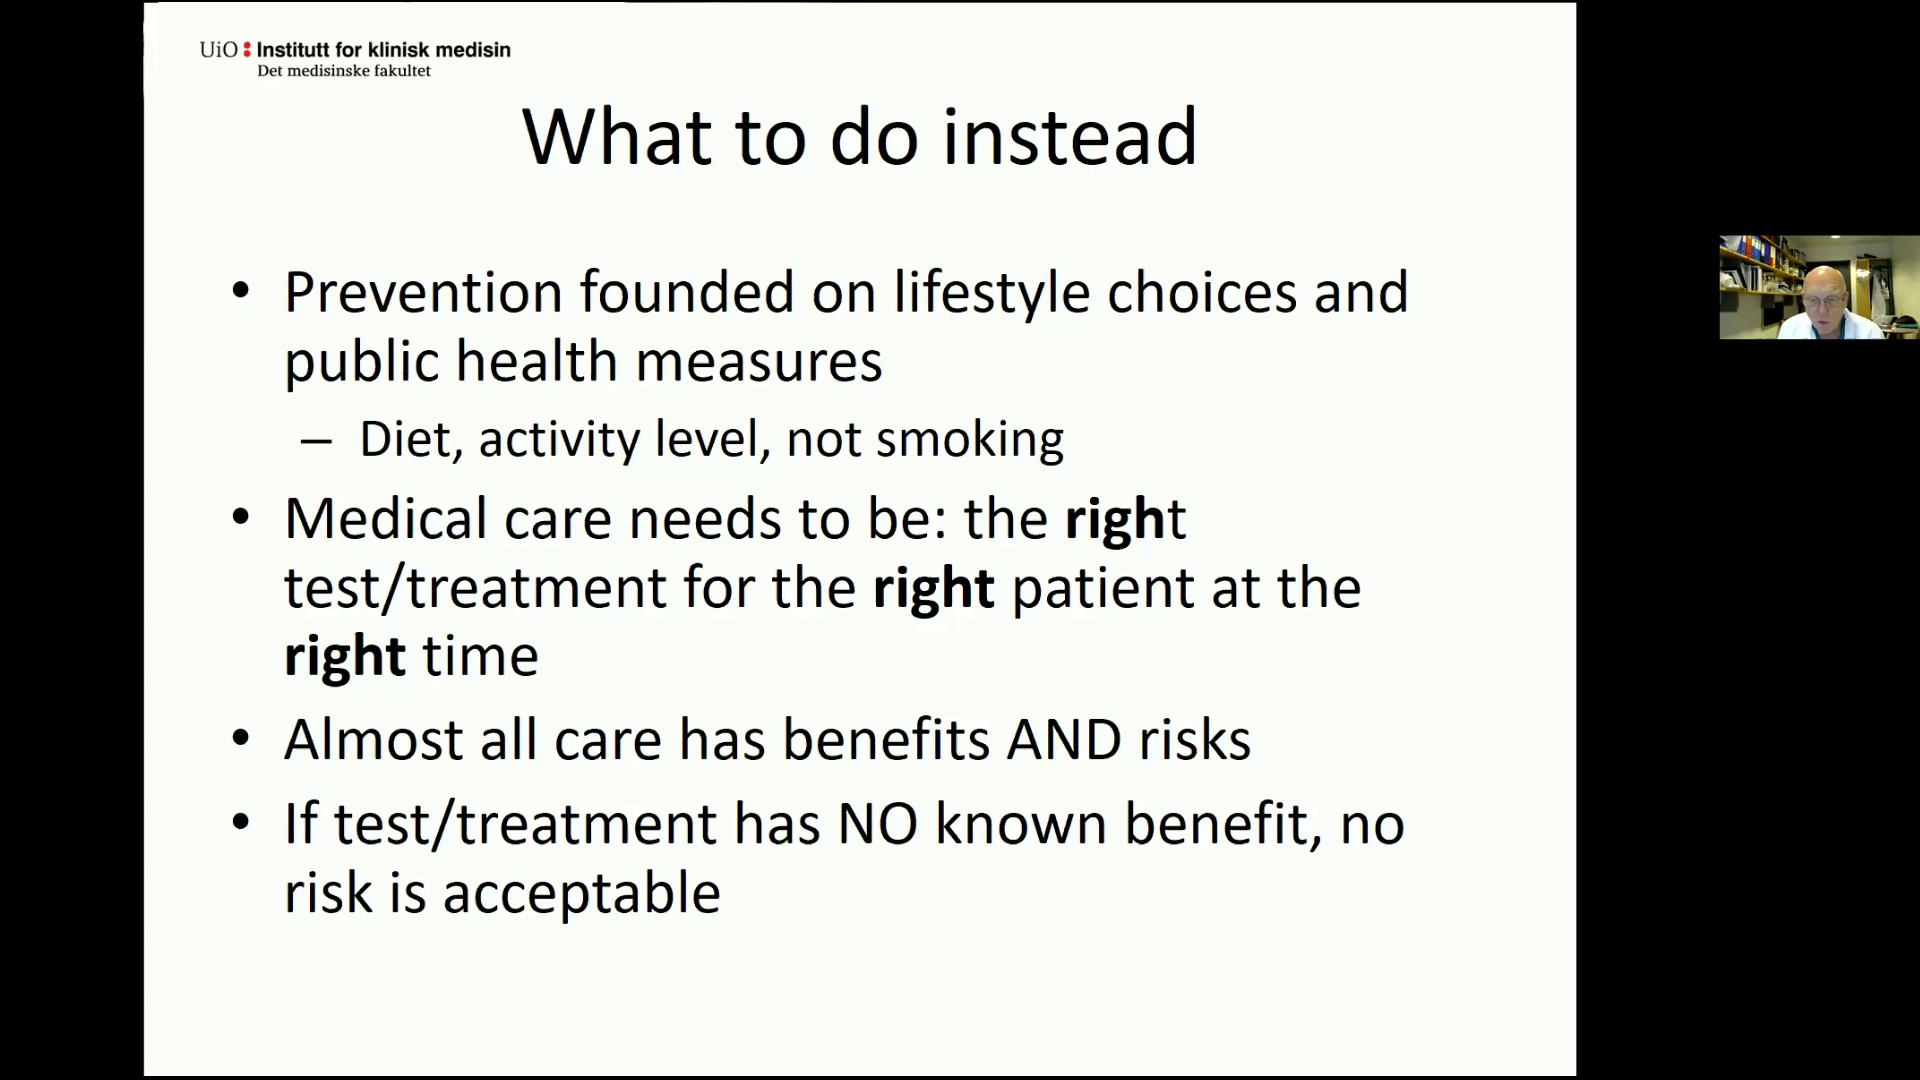 UiO Institutt for klinisk medisin
Det medisinske fakultet
What to do instead
• Prevention founded on lifestyle choices and
public health measures
– Diet, activity level, not smoking
• Medical care needs to be: the right
test/treatment for the right patient at the
right time
• Almost all care has benefits AND risks
• If test/treatment has NO known benefit, no
risk is acceptable